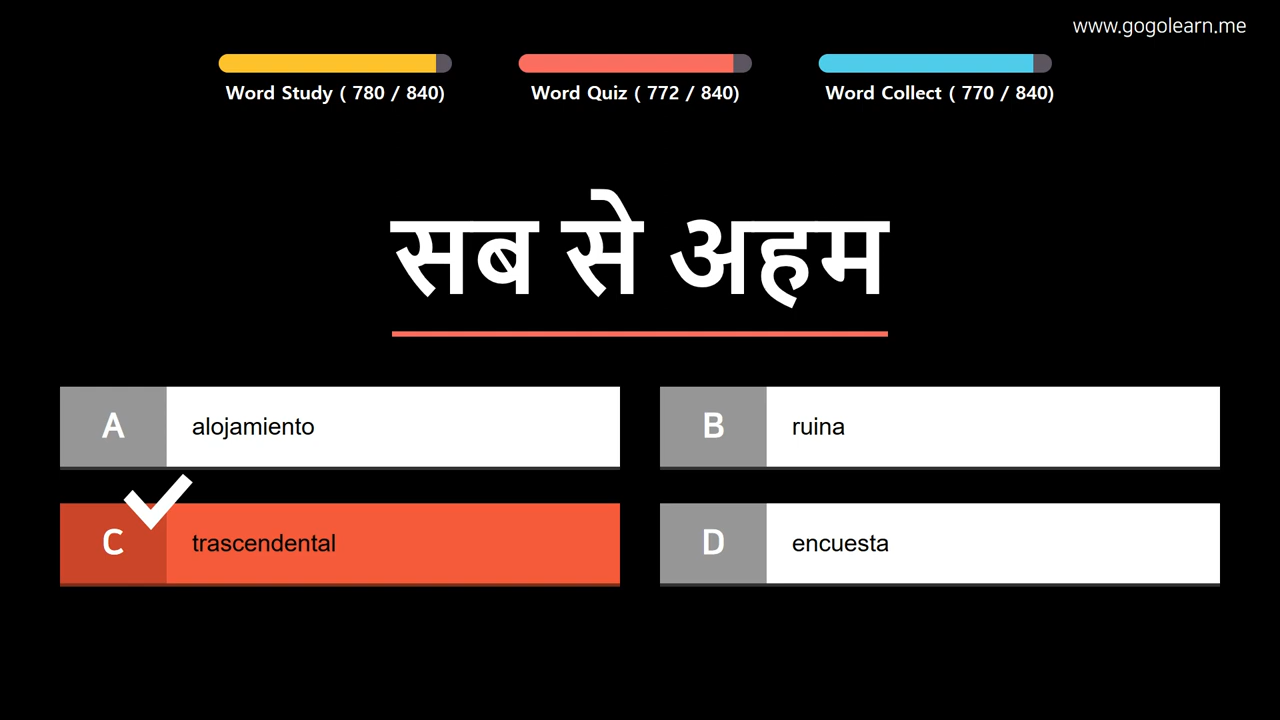 www.gogolearn.me
Word Study ( 780 / 840)
Word Quiz ( 772 / 840)
Word Collect ( 770 / 840)
सब से अहम
A alojamiento
B ruina
C trascendental
D encuesta